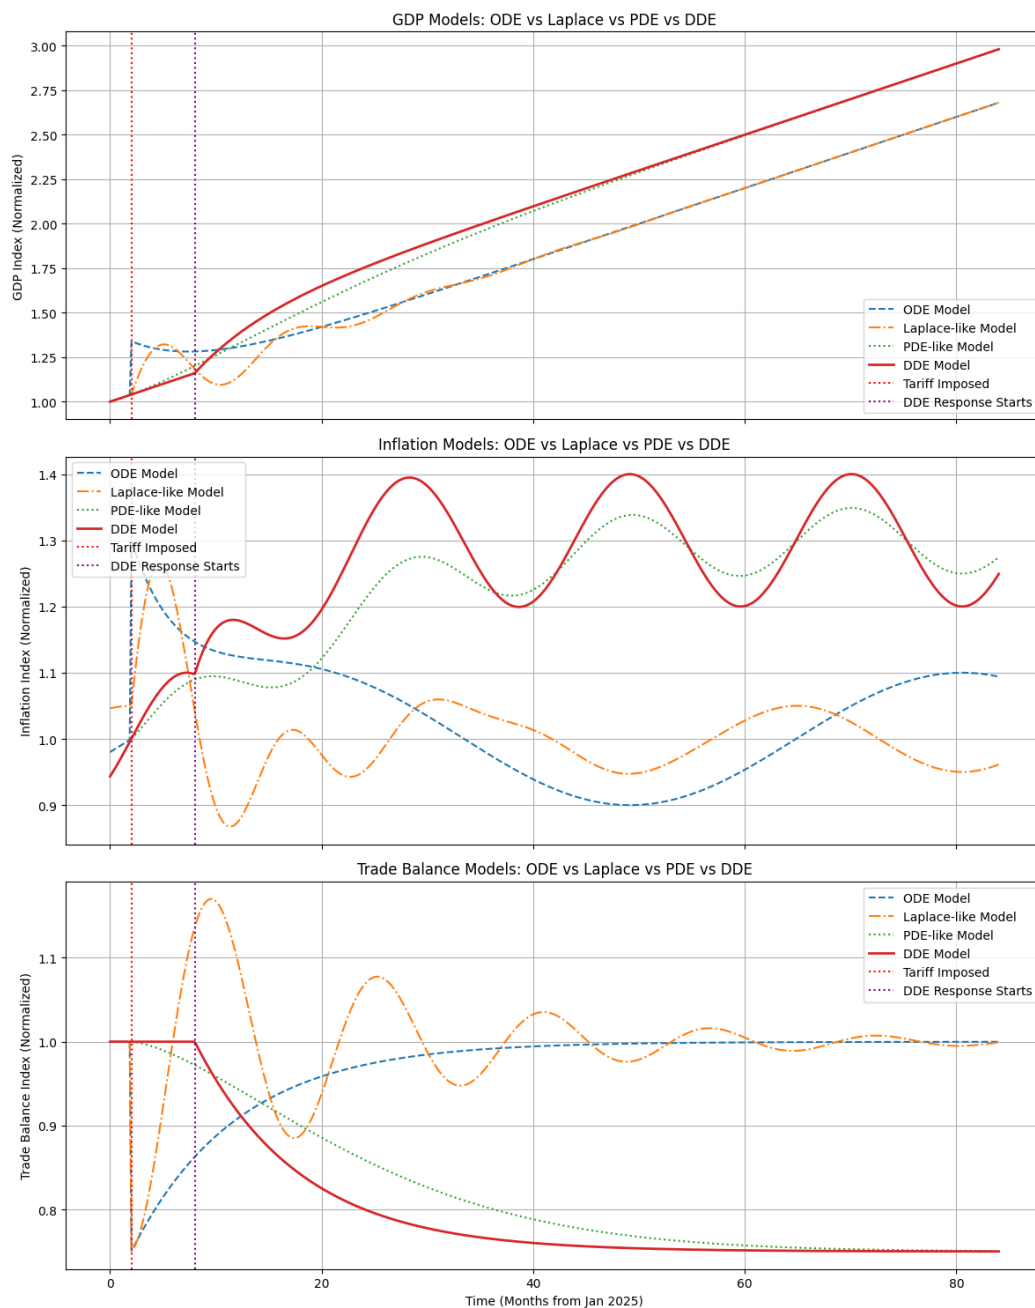 GDP Models: ODE vs Laplace vs PDE vs DDE
GDP Index (Normalized)
3.00
2.75
2.50
2.25
2.00
1.75
1.50
1.25
1.00
ODE Model
Laplace-like Model
PDE-like Model
DDE Model
Tariff Imposed
DDE Response Starts
Inflation Models: ODE vs Laplace vs PDE vs DDE
Inflation Index (Normalized)
1.4
1.3
1.2
1.1
1.0
0.9
ODE Model
Laplace-like Model
PDE-like Model
DDE Model
Tariff Imposed
DDE Response Starts
Trade Balance Models: ODE vs Laplace vs PDE vs DDE
Trade Balance Index (Normalized)
1.1
1.0
0.9
0.8
ODE Model
Laplace-like Model
PDE-like Model
DDE Model
Tariff Imposed
DDE Response Starts
0 20 40 60 80
Time (Months from Jan 2025)